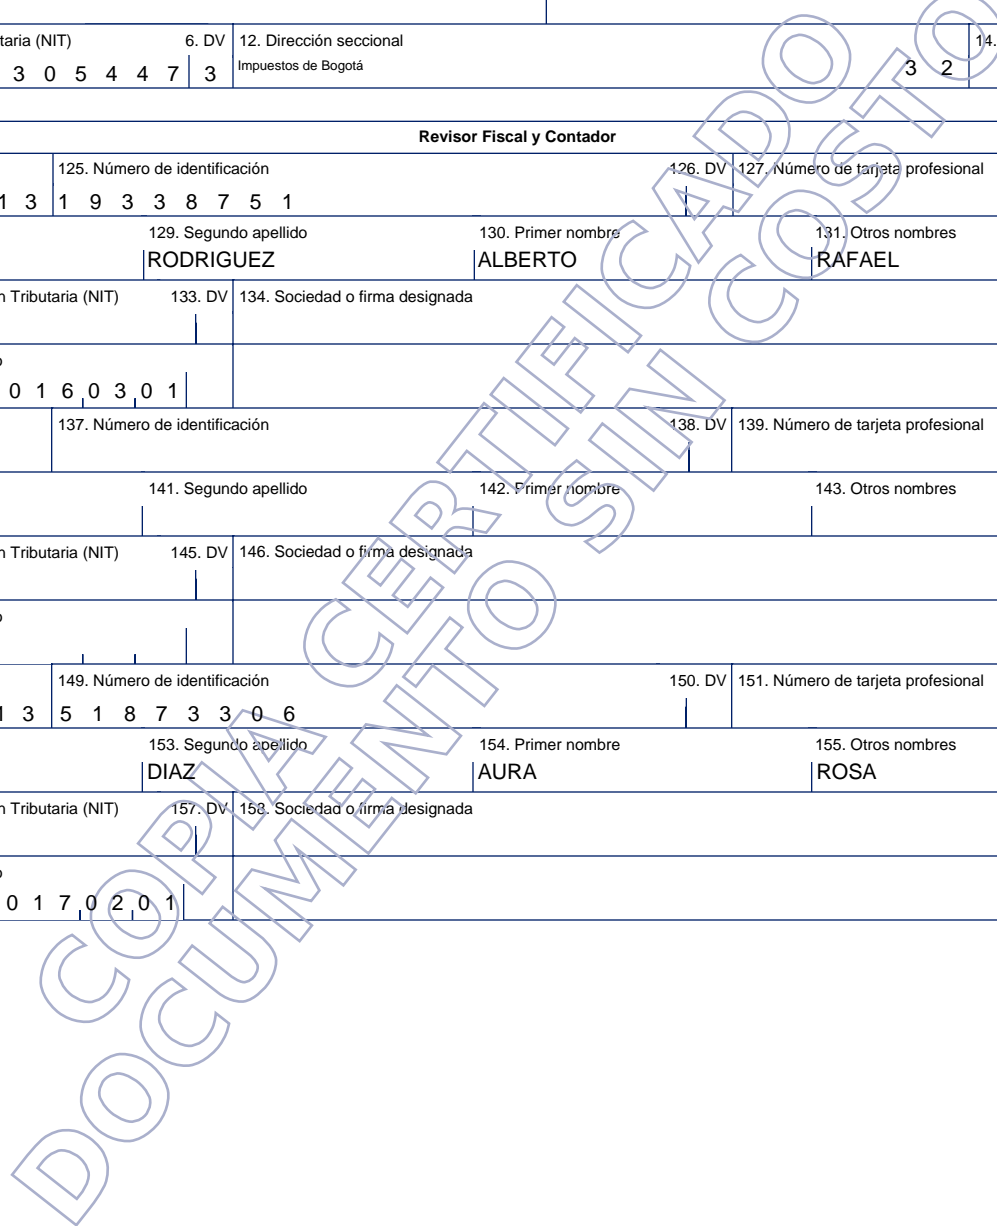 taria (NIT) 6. DV 12. Dirección seccional 14.
3 0 5 4 4 7 3 Impuestos de Bogotá 3 2
Revisor Fiscal y Contador
125. Número de identificación 126. DV 127. Número de tarjeta profesional
1 3 1 9 3 3 8 7 5 1
129. Segundo apellido 130. Primer nombre 131. Otros nombres
RODRIGUEZ ALBERTO RAFAEL
n Tributaria (NIT) 133. DV 134. Sociedad o firma designada
o
0 1 6 0 3 0 1
137. Número de identificación 138. DV 139. Número de tarjeta profesional
141. Segundo apellido 142. Primer nombre 143. Otros nombres
n Tributaria (NIT) 145. DV 146. Sociedad o firma designada
o
149. Número de identificación 150. DV 151. Número de tarjeta profesional
1 3 5 1 8 7 3 3 0 6
153. Segundo apellido 154. Primer nombre 155. Otros nombres
DIAZ AURA ROSA
n Tributaria (NIT) 157. DV 158. Sociedad o firma designada
o
0 1 7 0 2 0 1
COPIA CERTIFICADO
DOCUMENTO SIN COSTO